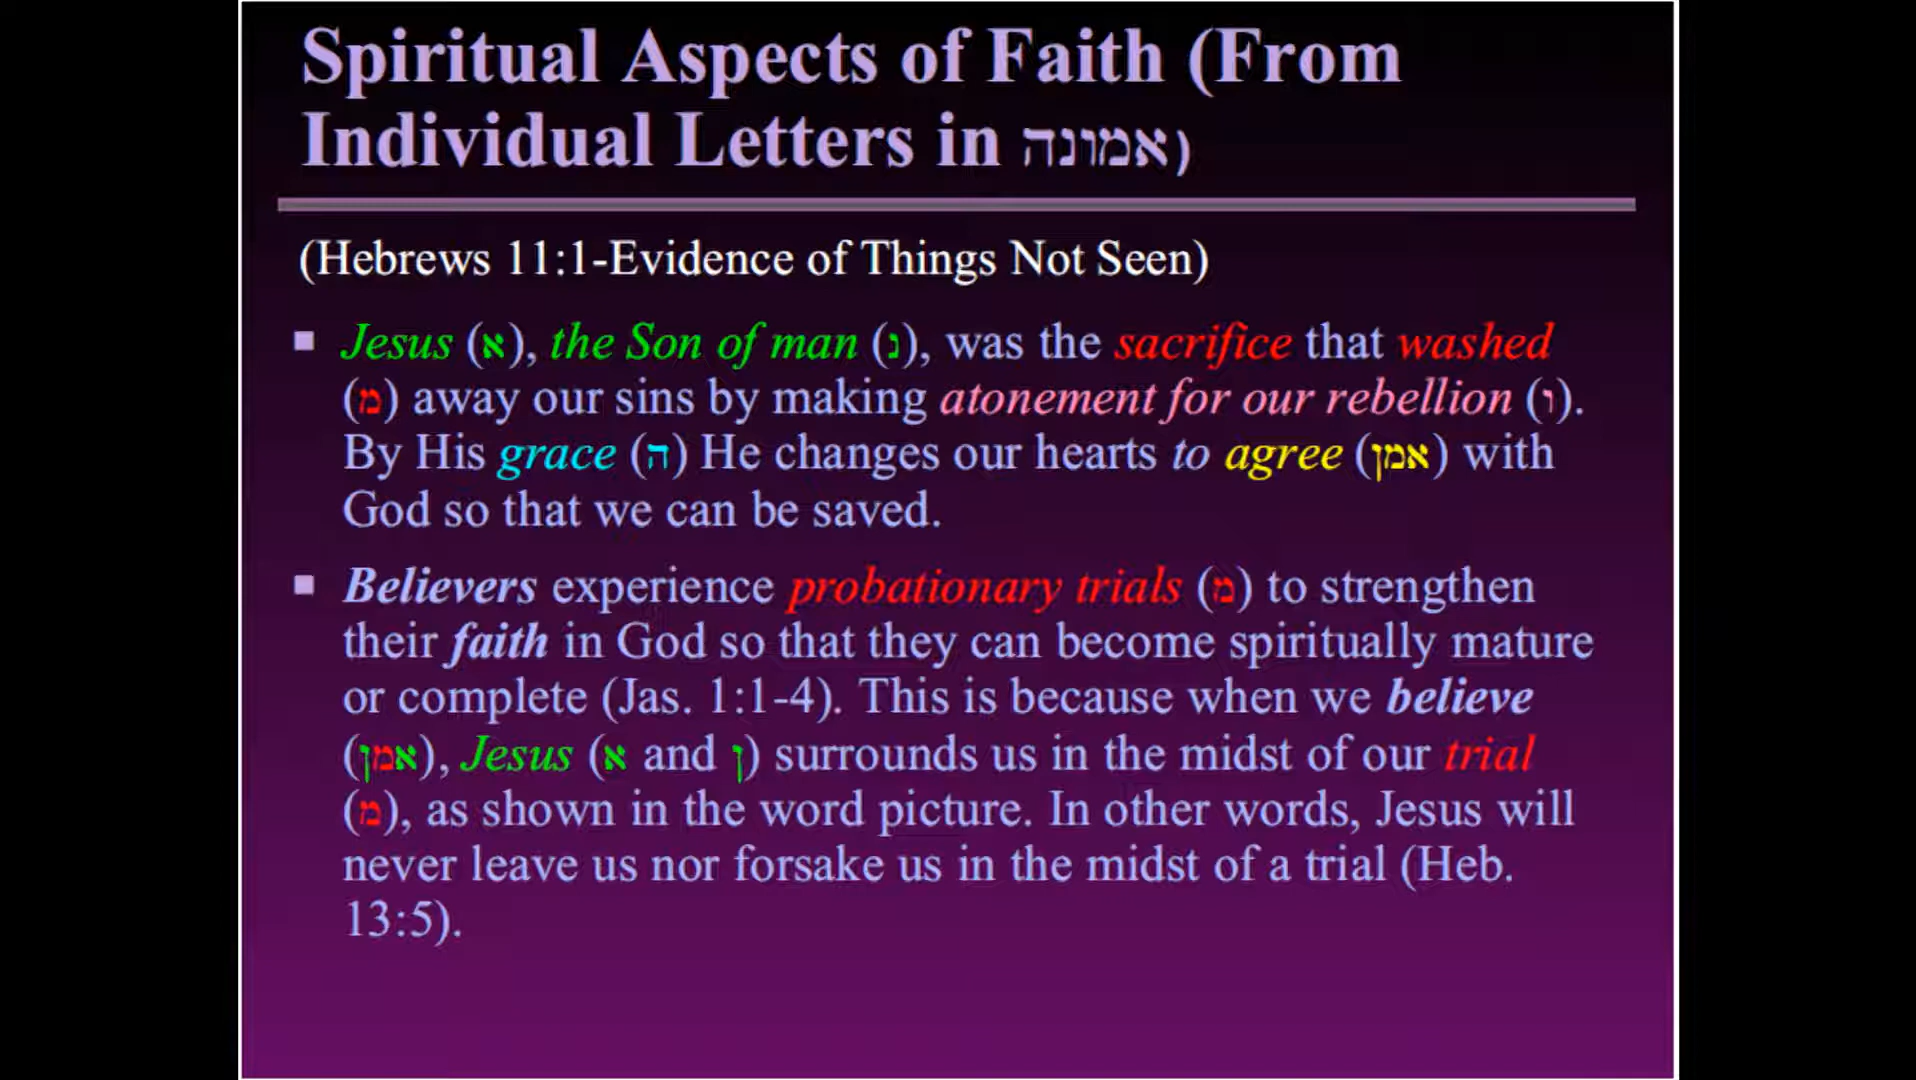 Spiritual Aspects of Faith (From
Individual Letters in אמונה)
(Hebrews 11:1-Evidence of Things Not Seen)
Jesus (א), the Son of man (נ), was the sacrifice that washed
(מ) away our sins by making atonement for our rebellion (ו).
By His grace (ה) He changes our hearts to agree (אמן) with
God so that we can be saved.
Believers experience probationary trials (מ) to strengthen
their faith in God so that they can become spiritually mature
or complete (Jas. 1:1-4). This is because when we believe
(אמן), Jesus (א and ן) surrounds us in the midst of our trial
(מ), as shown in the word picture. In other words, Jesus will
never leave us nor forsake us in the midst of a trial (Heb.
13:5).